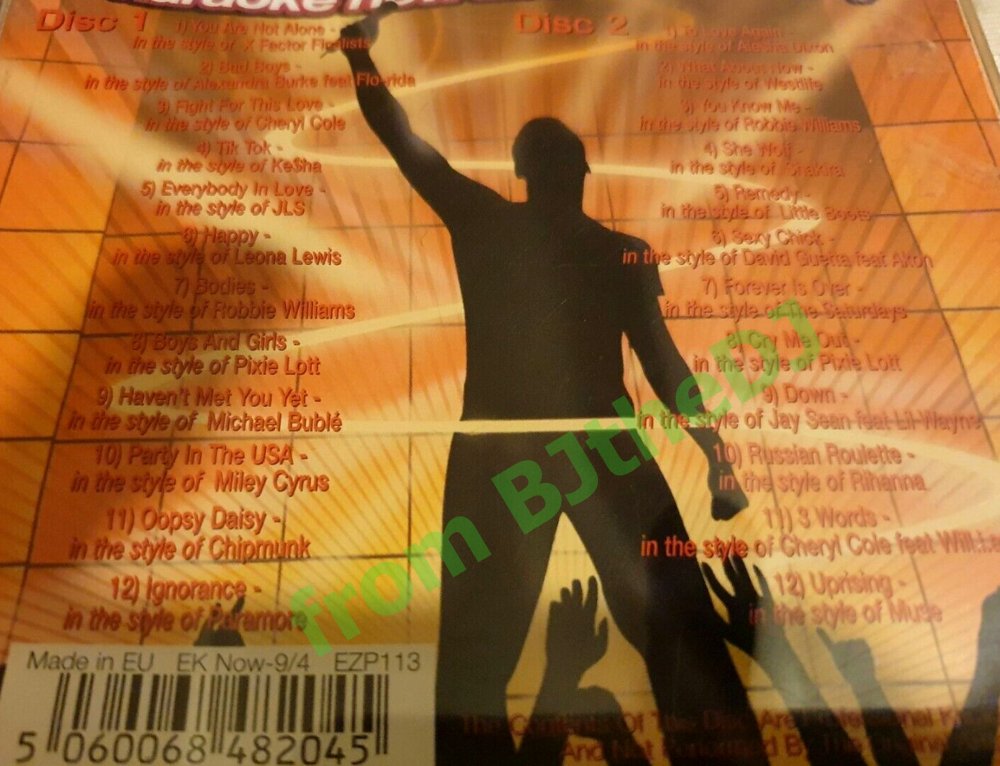 Disc 1
1) You Are Not Alone -
in the style of X Factor Finalists
2) Bad Boys -
in the style of Alexandra Burke feat Flo-rida
3) Fight For This Love -
in the style of Cheryl Cole
4) Tik Tok -
in the style of Ke$ha
5) Everybody In Love -
in the style of JLS
6) Happy -
in the style of Leona Lewis
7) Bodies -
in the style of Robbie Williams
8) Boys And Girls -
in the style of Pixie Lott
9) Haven't Met You Yet -
in the style of Michael Bublé
10) Party In The USA -
in the style of Miley Cyrus
11) Oopsy Daisy -
in the style of Chipmunk
12) Ignorance -
in the style of Paramore
Disc 2
1) To Love Again -
in the style of Alesha Dixon
2) What About Now -
in the style of Westlife
3) You Know Me -
in the style of Robbie Williams
4) She Wolf -
in the style of Shakira
5) Remedy -
in the style of Little Boots
6) Sexy Chick -
in the style of David Guetta feat Akon
7) Forever Is Over -
in the style of The Saturdays
8) Cry Me Out -
in the style of Pixie Lott
9) Down -
in the style of Jay Sean feat Lil Wayne
10) Russian Roulette -
in the style of Rihanna
11) 3 Words -
in the style of Cheryl Cole feat Will.I.
12) Uprising -
in the style of Muse
from BJtheDJ
Made in EU EK Now-9/4 EZP113
5 060068 482045
The Contents Of This Disc Are Professional
And Not Performed By The